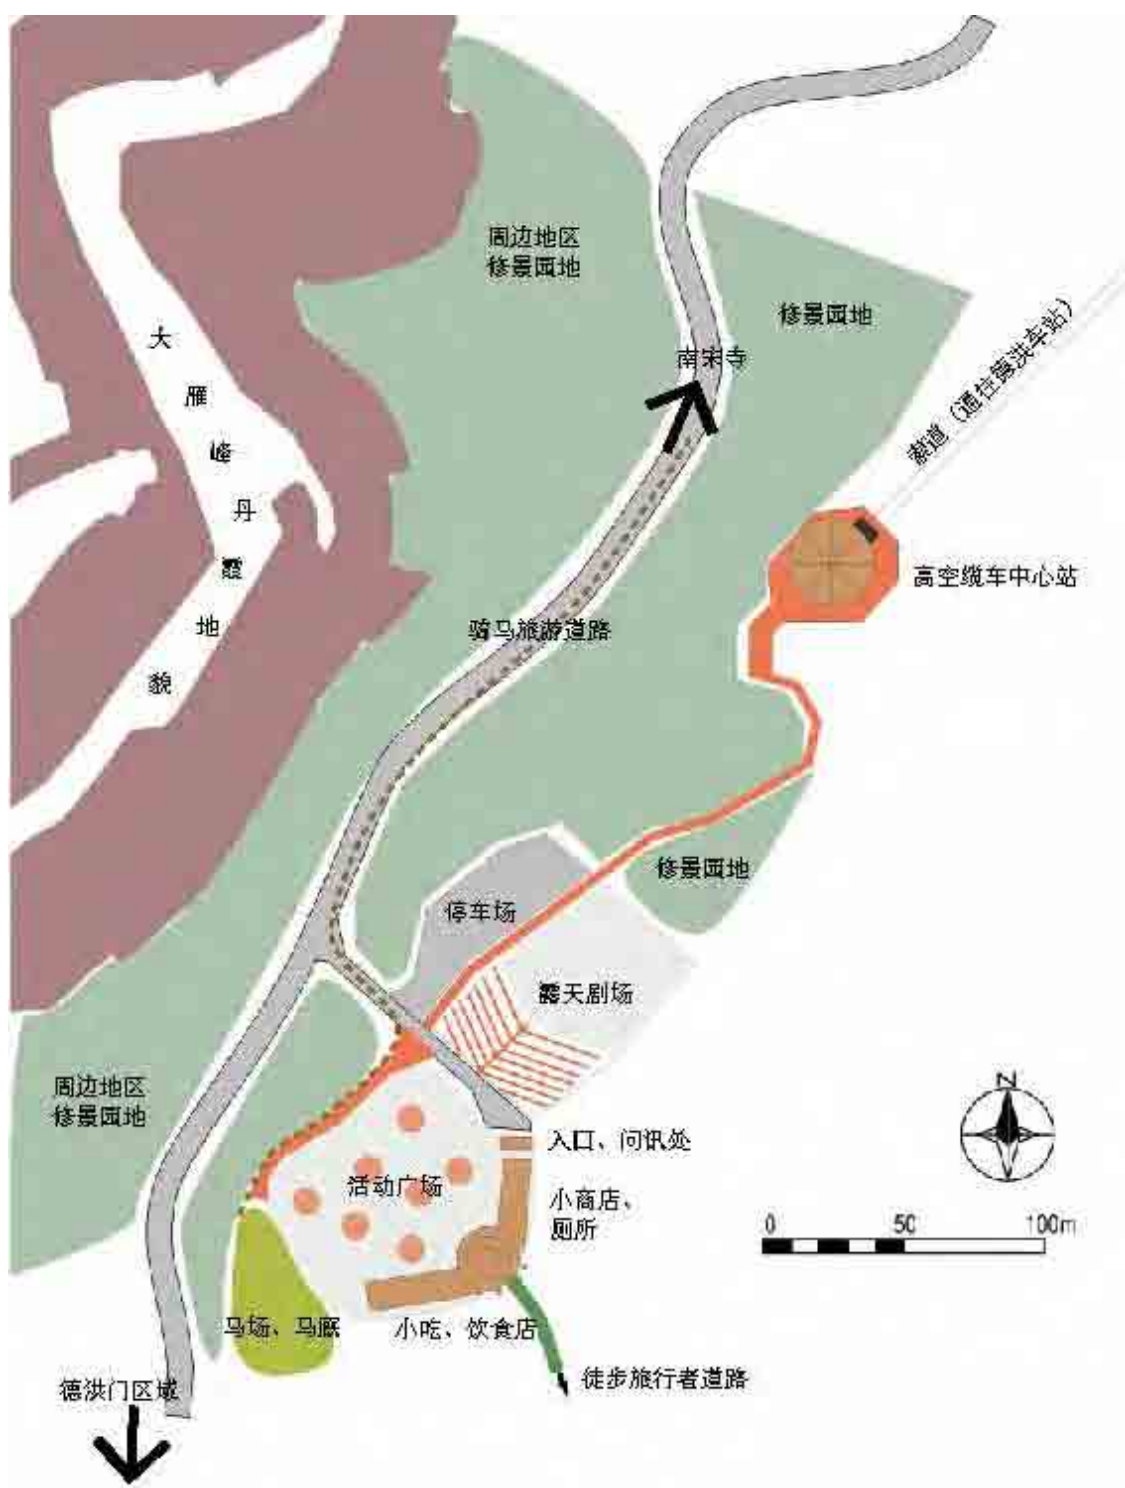 周边地区
修景园地
修景园地
南宋寺
索道（通往德洪车站）
大雁峰丹霞地貌
高空缆车中心站
骑马旅游道路
修景园地
停车场
露天剧场
周边地区
修景园地
N
入口、问讯处
活动广场
小商店、
厕所
0 50 100m
马场、马厩
小吃、饮食店
徒步旅行者道路
德洪门区域